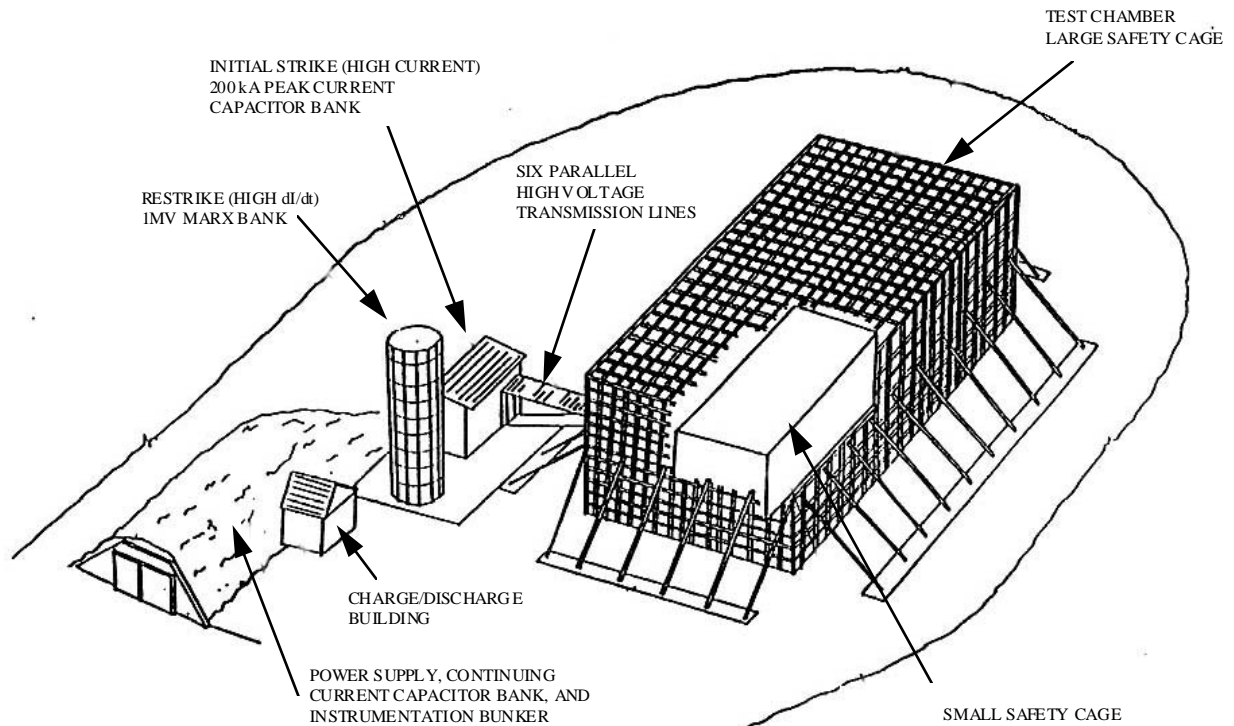 TEST CHAMBER
LARGE SAFETY CAGE
INITIAL STRIKE (HIGH CURRENT)
200 kA PEAK CURRENT
CAPACITOR BANK
SIX PARALLEL
HIGH VOLTAGE
TRANSMISSION LINES
RESTRIKE (HIGH dI/dt)
1MV MARX BANK
CHARGE/DISCHARGE
BUILDING
POWER SUPPLY, CONTINUING
CURRENT CAPACITOR BANK, AND
INSTRUMENTATION BUNKER
SMALL SAFETY CAGE